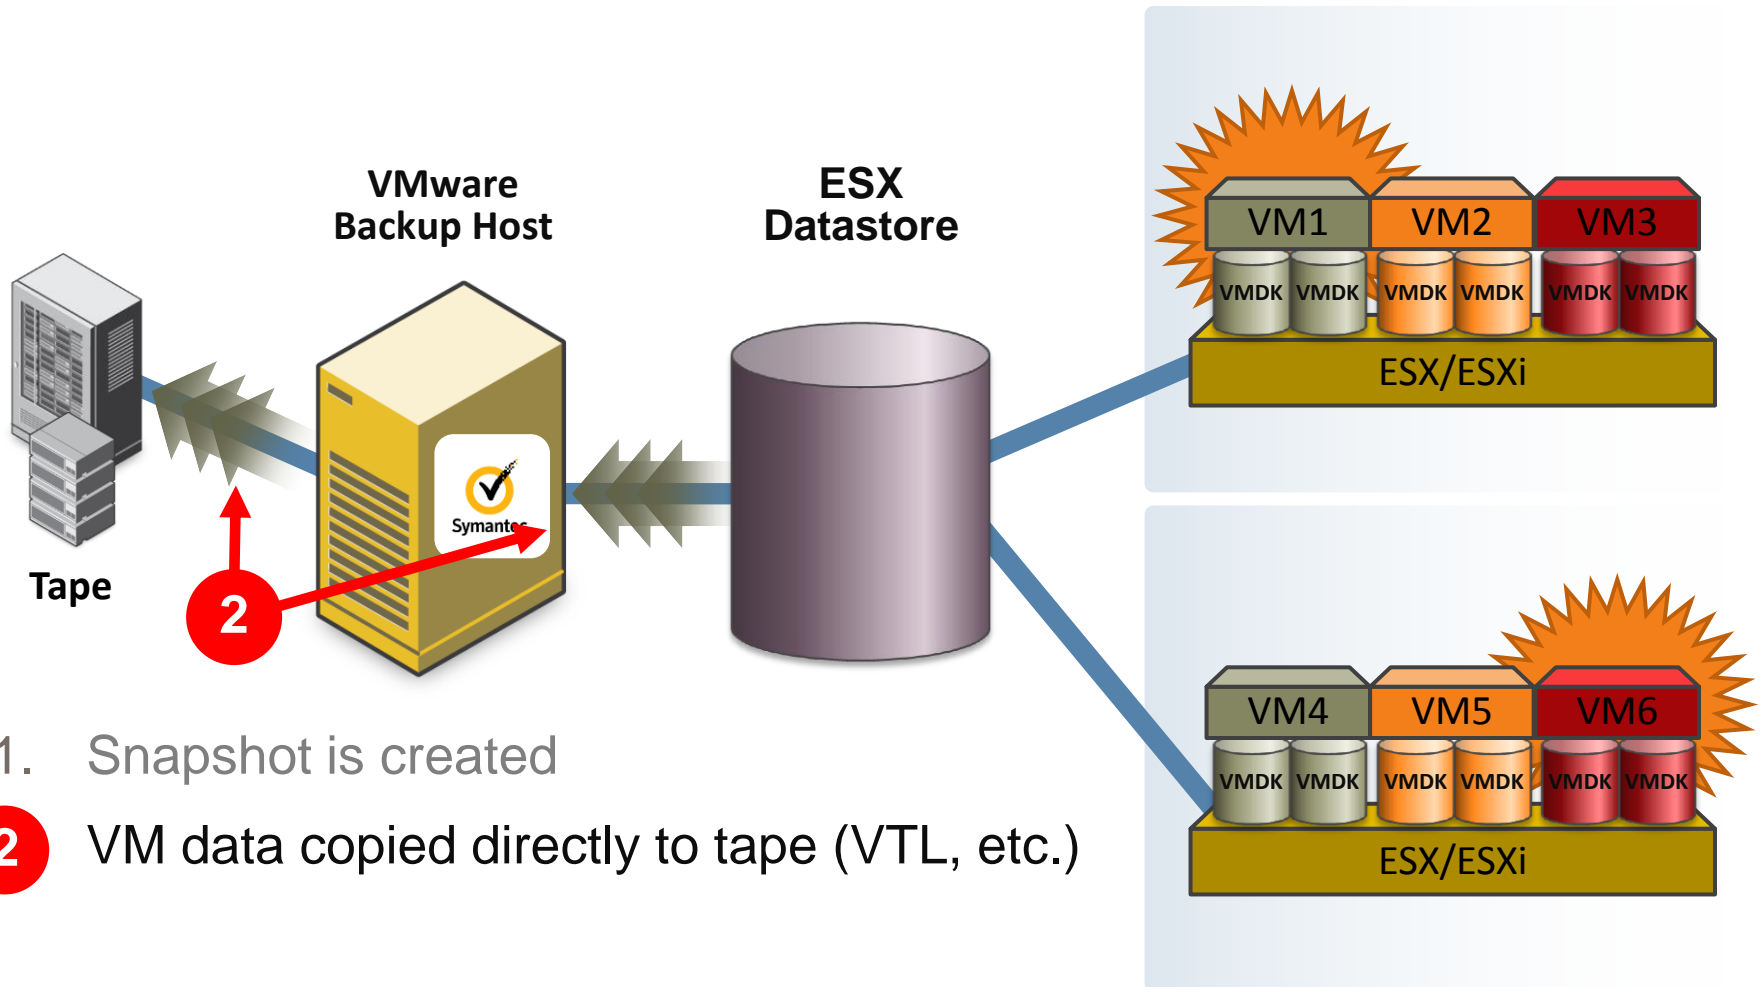 VMware
Backup Host
ESX
Datastore
VM1 VM2 VM3
VMDK VMDK VMDK VMDK VMDK VMDK
ESX/ESXi
Symantec
Tape
2
VM4 VM5 VM6
VMDK VMDK VMDK VMDK VMDK VMDK
ESX/ESXi
1. Snapshot is created
2 VM data copied directly to tape (VTL, etc.)